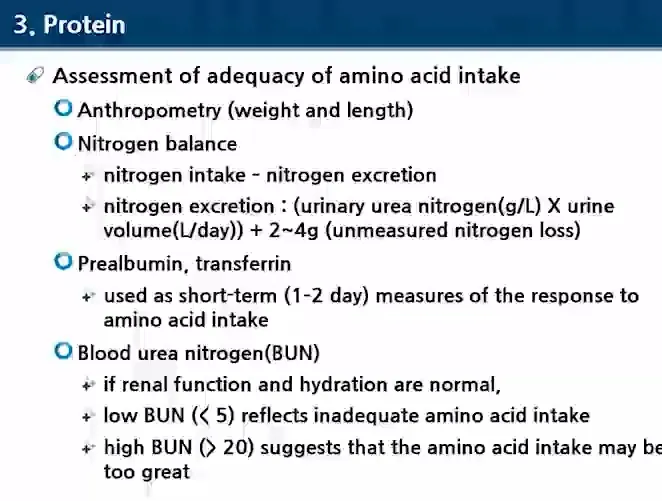 3. Protein
Assessment of adequacy of amino acid intake
Anthropometry (weight and length)
Nitrogen balance
nitrogen intake - nitrogen excretion
nitrogen excretion : (urinary urea nitrogen(g/L) X urine
volume(L/day)) + 2~4g (unmeasured nitrogen loss)
Prealbumin, transferrin
used as short-term (1-2 day) measures of the response to
amino acid intake
Blood urea nitrogen(BUN)
if renal function and hydration are normal,
low BUN (< 5) reflects inadequate amino acid intake
high BUN (> 20) suggests that the amino acid intake may be
too great